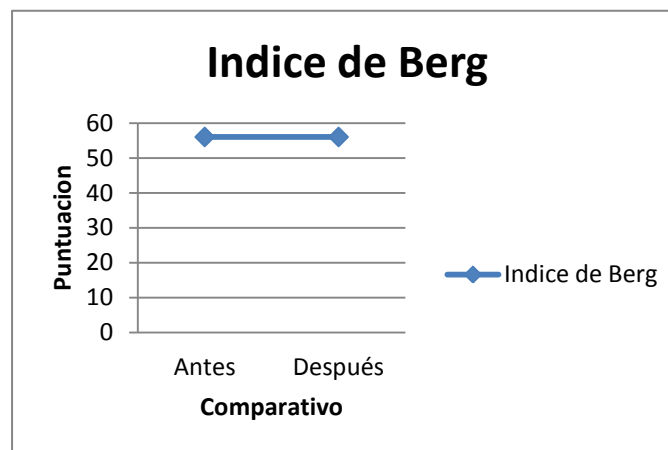 Indice de Berg
60
50
40
30
20
10
0
Puntuacion
Antes Después
Comparativo
Indice de Berg